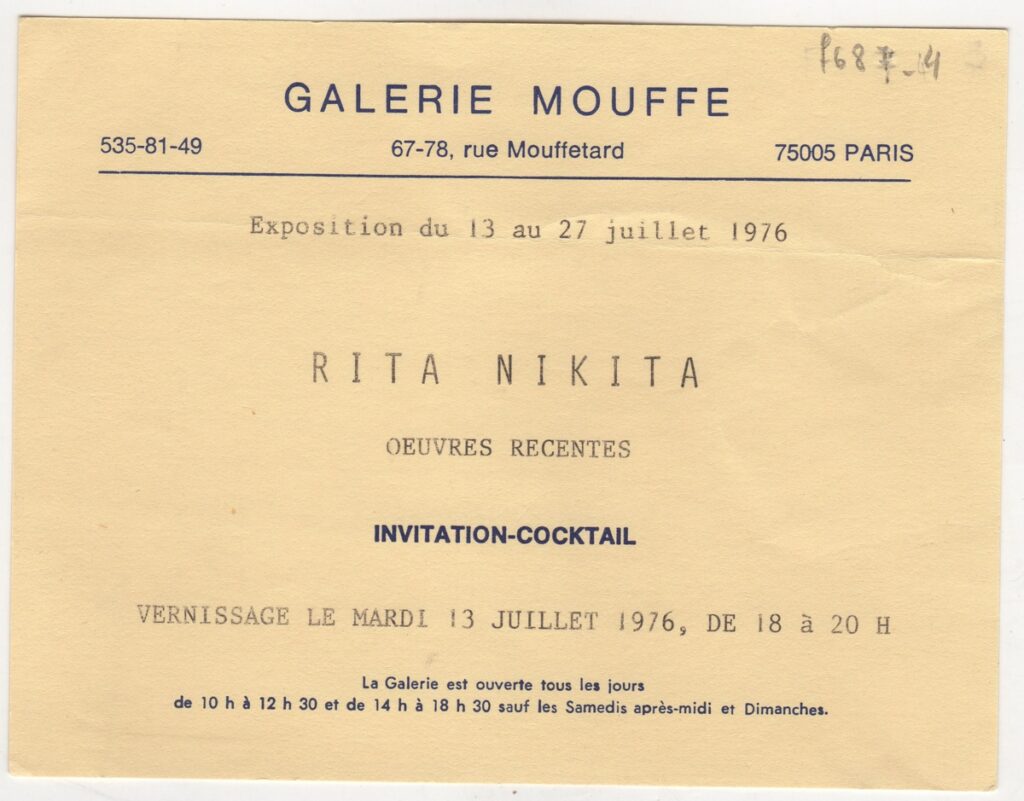 GALERIE MOUFFE
535-81-49 67-78, rue Mouffetard 75005 PARIS
Exposition du 13 au 27 juillet 1976
RITA NIKITA
OEUVRES RECENTES
INVITATION-COCKTAIL
VERNISSAGE LE MARDI 13 JUILLET 1976, DE 18 à 20 H
La Galerie est ouverte tous les jours
de 10 h à 12 h 30 et de 14 h à 18 h 30 sauf les Samedis après-midi et Dimanches.